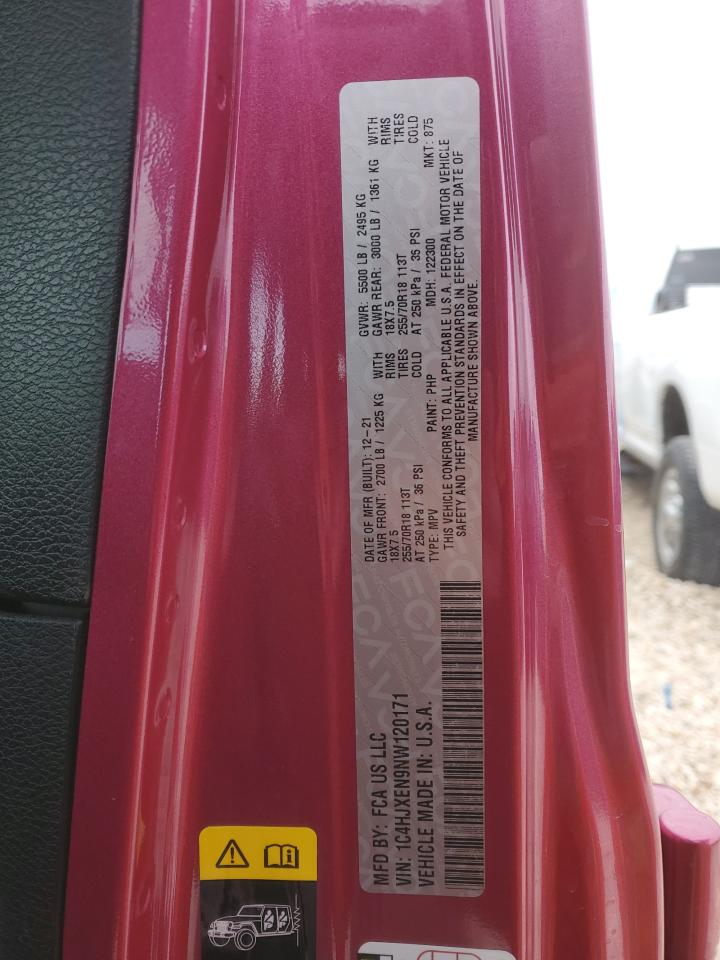 MFD BY: FCA US LLC
VIN: 1C4HJXEN9NW120171
VEHICLE MADE IN: U.S.A.
DATE OF MFR (BUILT): 12-21 GVWR: 5500 LB / 2495 KG
GAWR FRONT: 2700 LB / 1225 KG WITH GAWR REAR: 3000 LB / 1361 KG WITH
18X7.5 RIMS 18X7.5 RIMS
255/70R18 113T TIRES 255/70R18 113T TIRES
AT 250 kPa / 35 PSI COLD AT 250 kPa / 35 PSI COLD
TYPE: MPV PAINT: PHP MDH: 122300 MKT: 875
THIS VEHICLE CONFORMS TO ALL APPLICABLE U.S.A. FEDERAL MOTOR VEHICLE
SAFETY AND THEFT PREVENTION STANDARDS IN EFFECT ON THE DATE OF
MANUFACTURE SHOWN ABOVE.